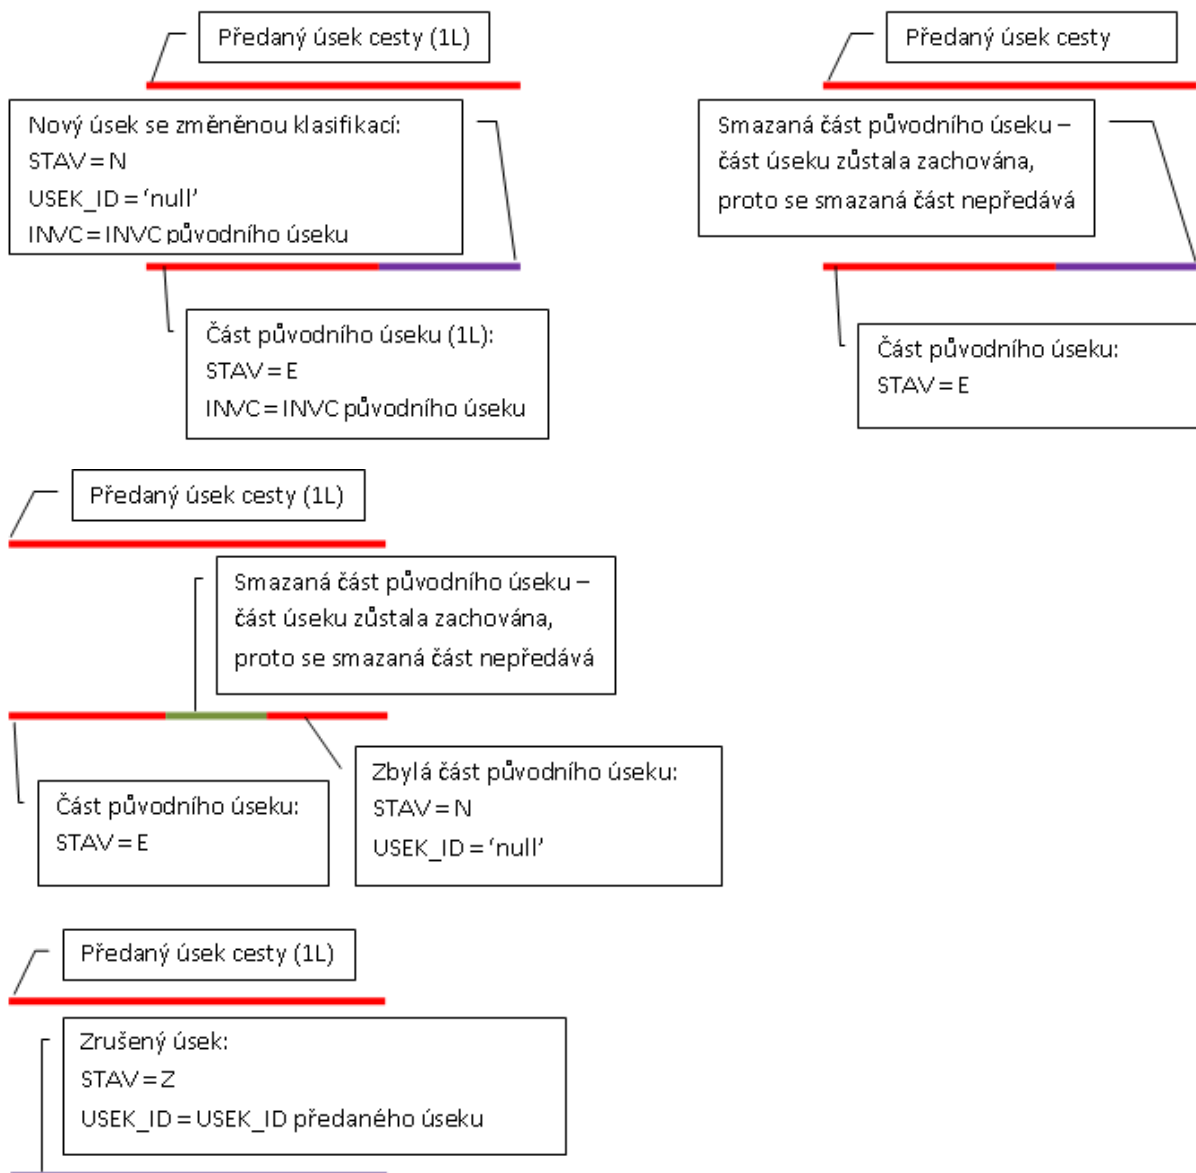 Předaný úsek cesty (1L)
Nový úsek se změněnou klasifikací:
STAV = N
USEK_ID = ‘null’
INVC = INVC původního úseku
Část původního úseku (1L):
STAV = E
INVC = INVC původního úseku
Předaný úsek cesty
Smazaná část původního úseku –
část úseku zůstala zachována,
proto se smazaná část nepředává
Část původního úseku:
STAV = E
Předaný úsek cesty (1L)
Smazaná část původního úseku –
část úseku zůstala zachována,
proto se smazaná část nepředává
Část původního úseku:
STAV = E
Zbylá část původního úseku:
STAV = N
USEK_ID = ‘null’
Předaný úsek cesty (1L)
Zrušený úsek:
STAV = Z
USEK_ID = USEK_ID předaného úseku